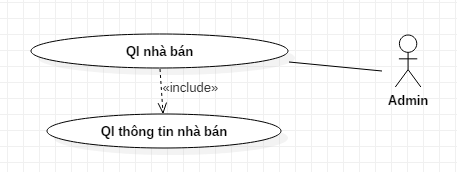 Ql nhà bán
«include»
Admin
Ql thông tin nhà bán